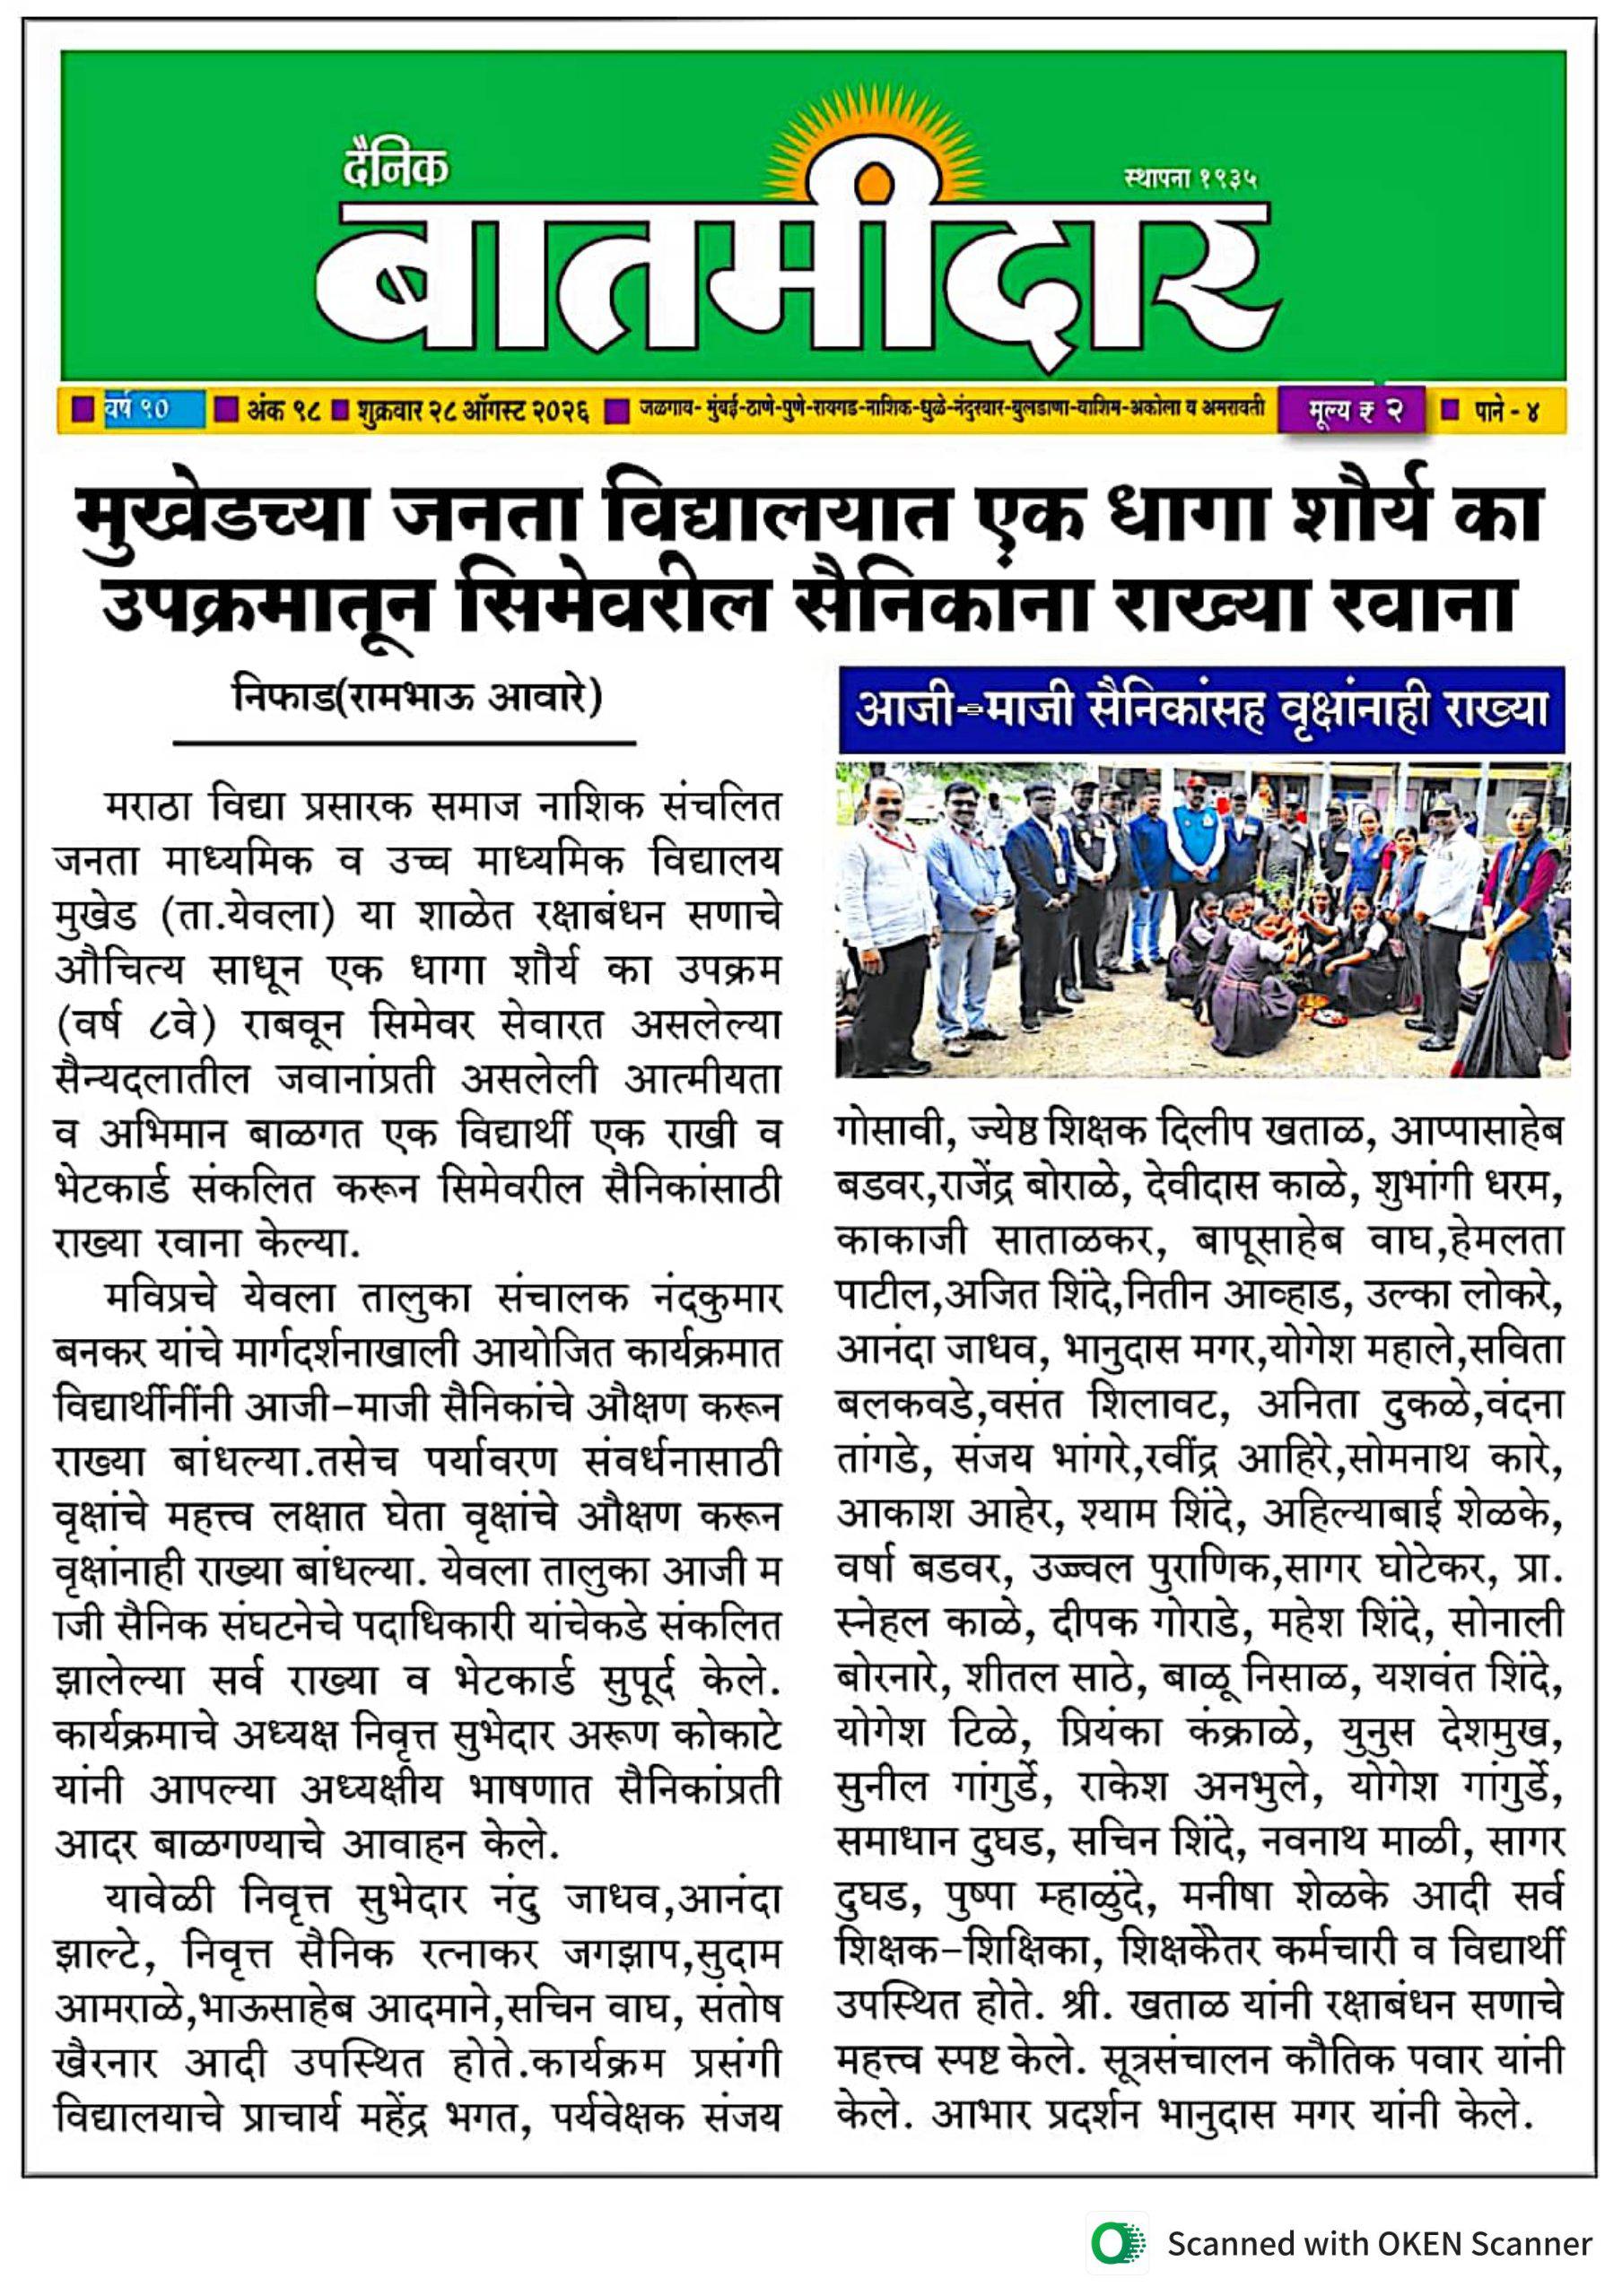 दैनिक
स्थापना १९३५
बातमीदार
वर्ष ९०
अंक ९८
शुक्रवार २८ ऑगस्ट २०२६
जळगाव- मुंबई-ठाणे-पुणे-रायगड-नाशिक-धुळे-नंदुरबार-बुलडाणा-वाशिम-अकोला व अमरावती
मूल्य ₹ २
पाने - ४
मुखेडच्या जनता विद्यालयात एक धागा शौर्य का
उपक्रमातून सिमेवरील सैनिकांना राख्या रवाना
निफाड(रामभाऊ आवारे)
मराठा विद्या प्रसारक समाज नाशिक संचलित
जनता माध्यमिक व उच्च माध्यमिक विद्यालय
मुखेड (ता.येवला) या शाळेत रक्षाबंधन सणाचे
औचित्य साधून एक धागा शौर्य का उपक्रम
(वर्ष ८वे) राबवून सिमेवर सेवारत असलेल्या
सैन्यदलातील जवानांप्रती असलेली आत्मीयता
व अभिमान बाळगत एक विद्यार्थी एक राखी व
भेटकार्ड संकलित करून सिमेवरील सैनिकांसाठी
राख्या रवाना केल्या.
मविप्रचे येवला तालुका संचालक नंदकुमार
बनकर यांचे मार्गदर्शनाखाली आयोजित कार्यक्रमात
विद्यार्थीनींनी आजी-माजी सैनिकांचे औक्षण करून
राख्या बांधल्या.तसेच पर्यावरण संवर्धनासाठी
वृक्षांचे महत्त्व लक्षात घेता वृक्षांचे औक्षण करून
वृक्षांनाही राख्या बांधल्या. येवला तालुका आजी म
ाजी सैनिक संघटनेचे पदाधिकारी यांचेकडे संकलित
झालेल्या सर्व राख्या व भेटकार्ड सुपूर्द केले.
कार्यक्रमाचे अध्यक्ष निवृत्त सुभेदार अरूण कोकाटे
यांनी आपल्या अध्यक्षीय भाषणात सैनिकांप्रती
आदर बाळगण्याचे आवाहन केले.
यावेळी निवृत्त सुभेदार नंदु जाधव,आनंदा
झाल्टे, निवृत्त सैनिक रत्नाकर जगझाप,सुदाम
आमराळे,भाऊसाहेब आदमाने,सचिन वाघ, संतोष
खैरनार आदी उपस्थित होते.कार्यक्रम प्रसंगी
विद्यालयाचे प्राचार्य महेंद्र भगत, पर्यवेक्षक संजय
आजी-माजी सैनिकांसह वृक्षांनाही राख्या
गोसावी, ज्येष्ठ शिक्षक दिलीप खताळ, आप्पासाहेब
बडवर,राजेंद्र बोराळे, देवीदास काळे, शुभांगी धरम,
काकाजी साताळकर, बापूसाहेब वाघ,हेमलता
पाटील,अजित शिंदे,नितीन आव्हाड, उल्का लोकरे,
आनंदा जाधव, भानुदास मगर,योगेश महाले,सविता
बलकवडे,वसंत शिलावट, अनिता दुकळे,वंदना
तांगडे, संजय भांगरे,रवींद्र आहिरे,सोमनाथ कारे,
आकाश आहेर, श्याम शिंदे, अहिल्याबाई शेळके,
वर्षा बडवर, उज्ज्वल पुराणिक,सागर घोटेकर, प्रा.
स्नेहल काळे, दीपक गोराडे, महेश शिंदे, सोनाली
बोरनारे, शीतल साठे, बाळू निसाळ, यशवंत शिंदे,
योगेश टिळे, प्रियंका कंक्राळे, युनुस देशमुख,
सुनील गांगुर्डे, राकेश अनभुले, योगेश गांगुर्डे,
समाधान दुघड, सचिन शिंदे, नवनाथ माळी, सागर
दुघड, पुष्पा म्हाळुंदे, मनीषा शेळके आदी सर्व
शिक्षक-शिक्षिका, शिक्षकेतर कर्मचारी व विद्यार्थी
उपस्थित होते. श्री. खताळ यांनी रक्षाबंधन सणाचे
महत्त्व स्पष्ट केले. सूत्रसंचालन कौतिक पवार यांनी
केले. आभार प्रदर्शन भानुदास मगर यांनी केले.
Scanned with OKEN Scanner